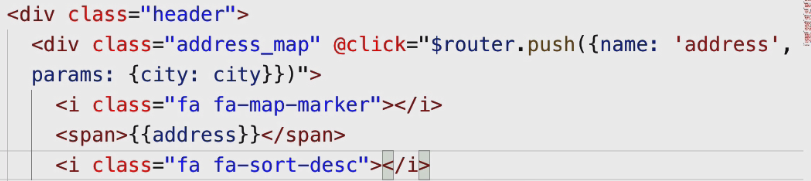 <div class="header">
<div class="address_map" @click="$router.push({name: 'address',
params: {city: city}})">
<i class="fa fa-map-marker"></i>
<span>{{address}}</span>
<i class="fa fa-sort-desc"></i>